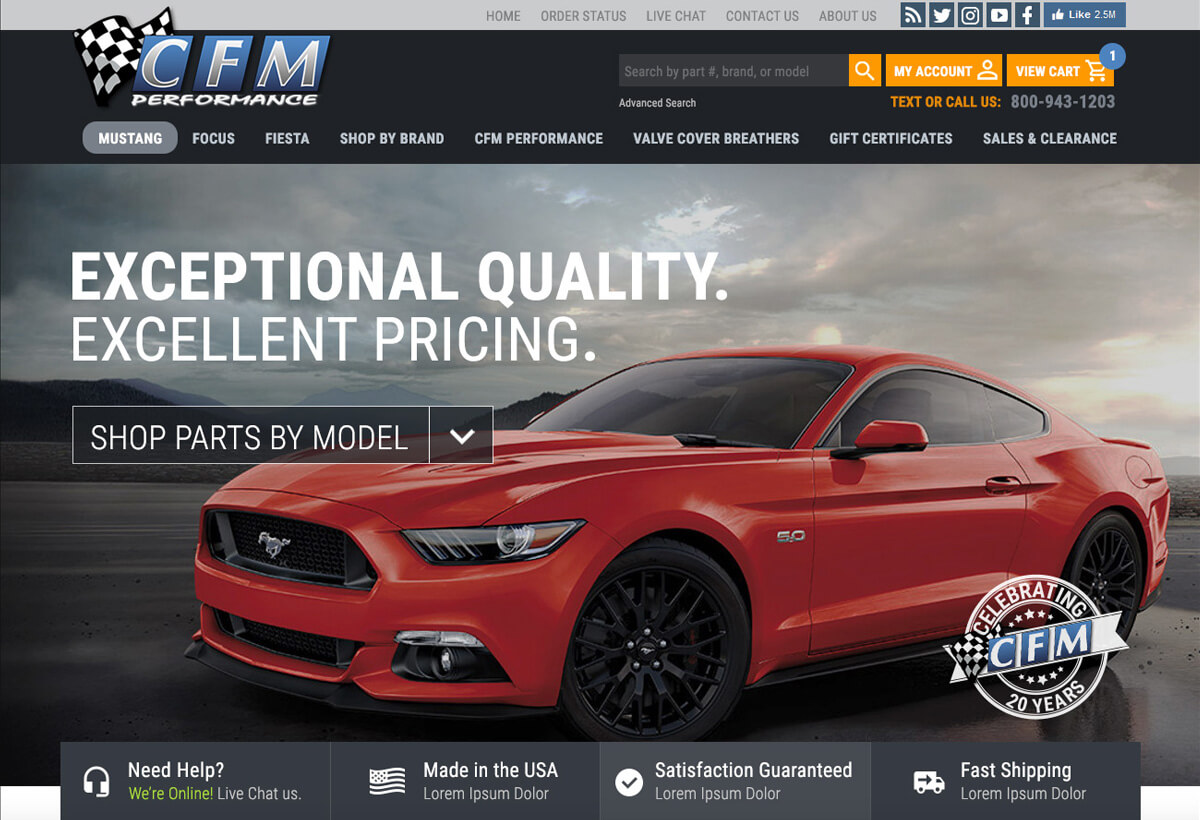 HOME ORDER STATUS LIVE CHAT CONTACT US ABOUT US Like 2.5M
CFM
PERFORMANCE
Search by part #, brand, or model MY ACCOUNT VIEW CART 1
Advanced Search TEXT OR CALL US: 800-943-1203
MUSTANG FOCUS FIESTA SHOP BY BRAND CFM PERFORMANCE VALVE COVER BREATHERS GIFT CERTIFICATES SALES & CLEARANCE
EXCEPTIONAL QUALITY.
EXCELLENT PRICING.
SHOP PARTS BY MODEL
5.0
CELEBRATING
CFM
20 YEARS
Need Help?
We're Online! Live Chat us.
Made in the USA
Lorem Ipsum Dolor
Satisfaction Guaranteed
Lorem Ipsum Dolor
Fast Shipping
Lorem Ipsum Dolor